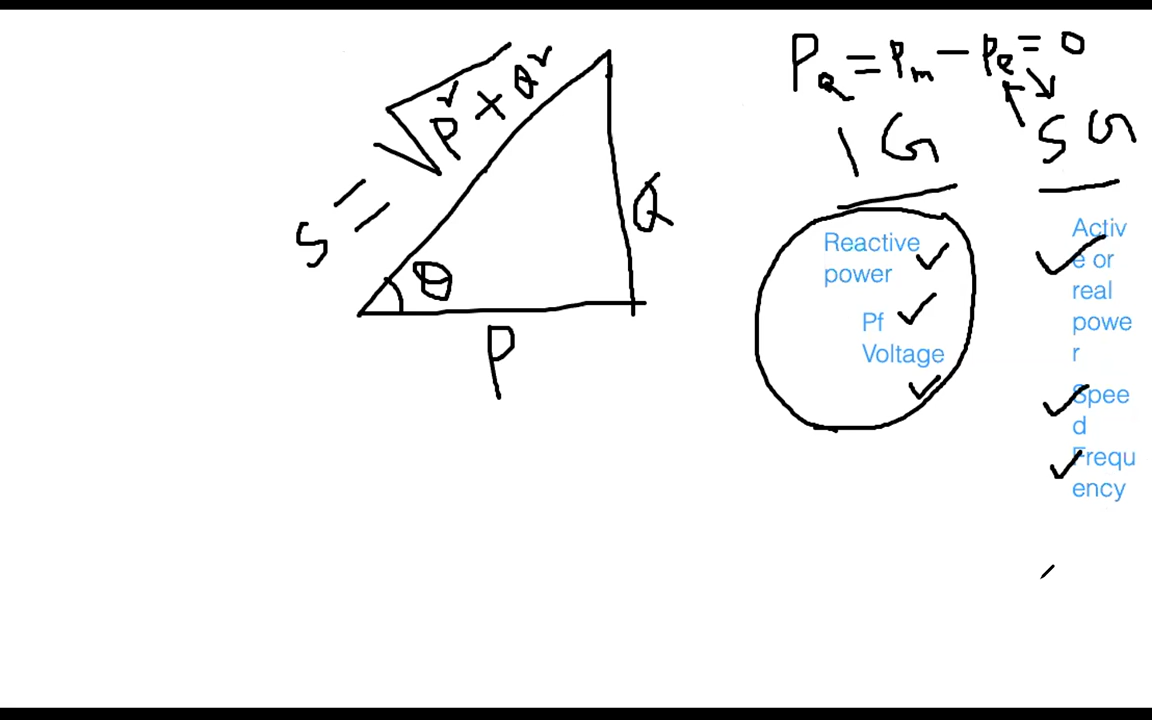 S = √P² + Q²
θ
Q
P
Pa = Pm - Pe = 0
IG
Reactive
power
Pf
Voltage
SG
Activ
e or
real
powe
r
Spee
d
Frequ
ency